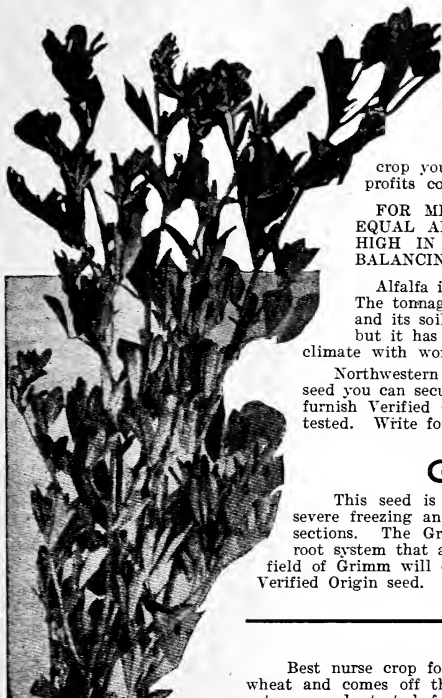 crop you
profits co
FOR MI
EQUAL A
HIGH IN
BALANCIN
Alfalfa i
The tonnag
and its soil
but it has
climate with wor
Northwestern
seed you can secu
furnish Verified
tested. Write fo
G
This seed is
severe freezing an
sections. The Gr
root system that a
field of Grimm will
Verified Origin seed.
Best nurse crop fo
wheat and comes off th